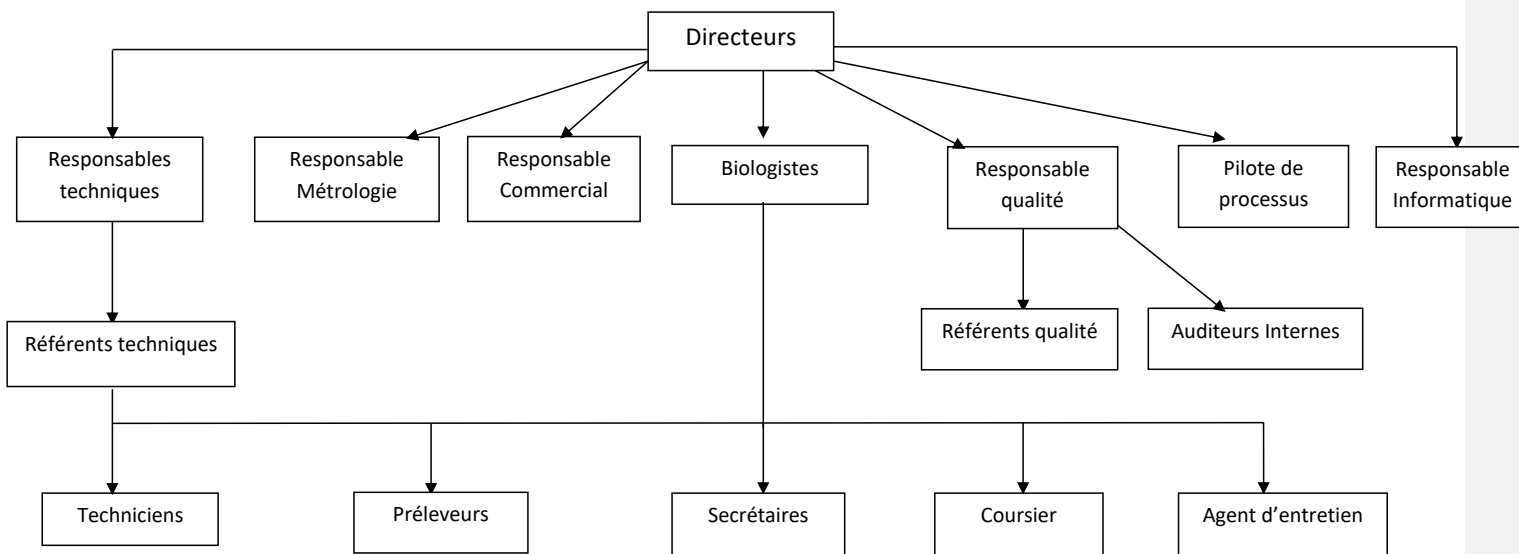 Directeurs
Responsables
techniques
Responsable
Métrologie
Responsable
Commercial
Biologistes
Responsable
qualité
Pilote de
processus
Responsable
Informatique
Référents techniques
Référents qualité
Auditeurs Internes
Techniciens
Préleveurs
Secrétaires
Coursier
Agent d’entretien